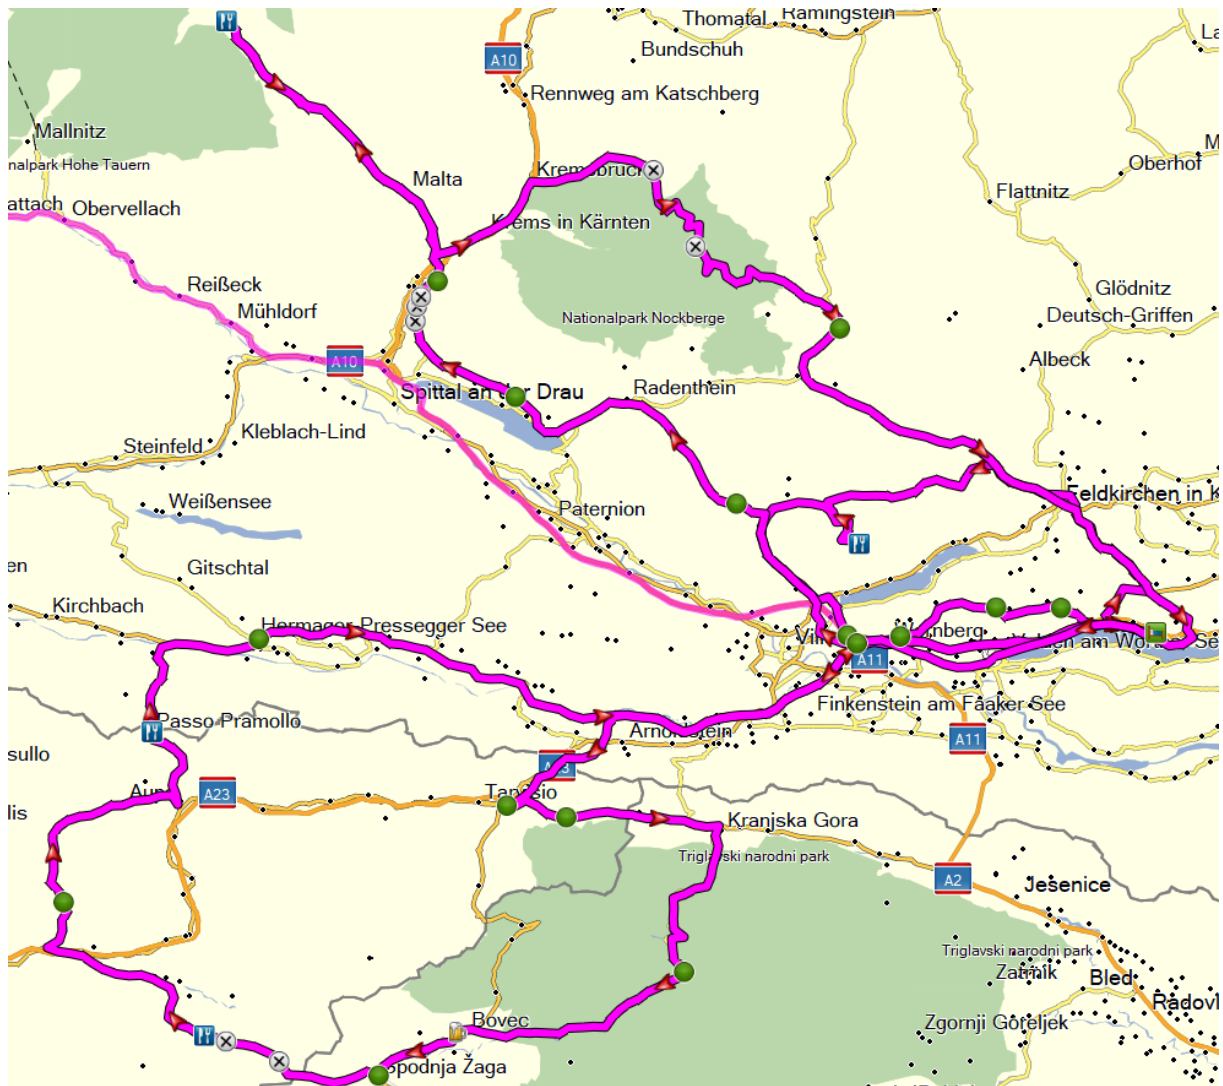 Thomatal
Ramingstein
La
Bundschuh
A10
Rennweg am Katschberg
Mallnitz
M
nalpark Hohe Tauern
Oberhof
Malta
Kremsbrück
Flattnitz
attach
Obervellach
Krems in Kärnten
Reißeck
Glödnitz
Mühldorf
Nationalpark Nockberge
Deutsch-Griffen
A10
Albeck
Spittal an der Drau
Radenthein
Kleblach-Lind
Steinfeld
Weißensee
Paternion
Feldkirchen in K
en
Gitschtal
Kirchbach
Hermagor-Pressegger See
A11
Finkenstein am Faaker See
Passo Pramollo
Arnoldstein
A11
sullo
A23
Tarvisio
lis
Kranjska Gora
Triglavski narodni park
A2
Jesenice
Triglavski narodni park
Zatrnik
Bled
Radovl
Bovec
Zgornji Gorjelek
Spodnja Žaga